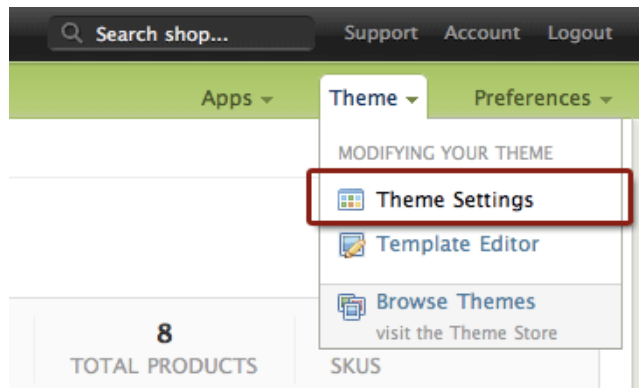 Search shop... Support Account Logout
Apps Theme Preferences
MODIFYING YOUR THEME
Theme Settings
Template Editor
Browse Themes
visit the Theme Store
8
TOTAL PRODUCTS SKUS